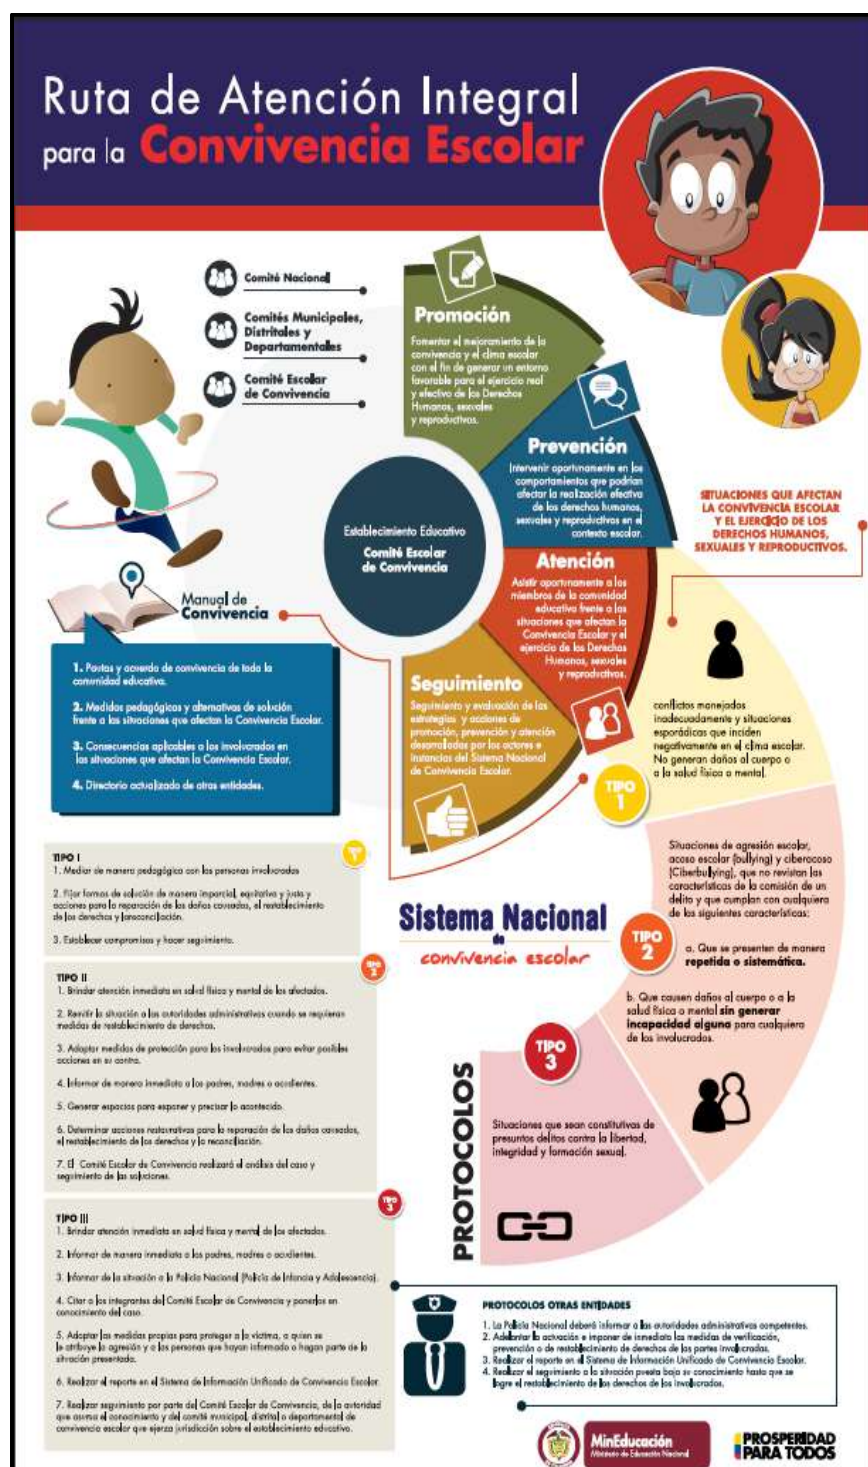 Ruta de Atención Integral
para la Convivencia Escolar
Comité Nacional
Comités Municipales,
Distritales y
Departamentales
Comité Escolar
de Convivencia
Promoción
Fomentar el mejoramiento de la
convivencia y el clima escolar
con el fin de generar un entorno
favorable para el ejercicio real
y efectivo de los Derechos
Humanos, sexuales
y reproductivos.
Prevención
Intervenir oportunamente en los
comportamientos que podrían
afectar la realización efectiva
de los derechos humanos,
sexuales y reproductivos en el
contexto escolar.
Establecimiento Educativo
Comité Escolar
de Convivencia
Atención
Asistir oportunamente a los
miembros de la comunidad
educativa frente a las
situaciones que afectan la
Convivencia Escolar y el
ejercicio de los Derechos
Humanos, sexuales
y reproductivos.
Seguimiento
Seguimiento y evaluación de las
estrategias y acciones de
promoción, prevención y atención
desarrolladas por los actores e
instancias del Sistema Nacional
de Convivencia Escolar.
SITUACIONES QUE AFECTAN
LA CONVIVENCIA ESCOLAR
Y EL EJERCICIO DE LOS
DERECHOS HUMANOS,
SEXUALES Y REPRODUCTIVOS.
Manual de
Convivencia
1. Pautas y acuerdo de convivencia de toda la
comunidad educativa.
2. Medidas pedagógicas y alternativas de solución
frente a las situaciones que afectan la Convivencia Escolar.
3. Consecuencias aplicables a los involucrados en
las situaciones que afectan la Convivencia Escolar.
4. Directorio actualizado de otras entidades.
conflictos manejados
inadecuadamente y situaciones
esporádicas que inciden
negativamente en el clima escolar.
No generan daños al cuerpo o
a la salud física o mental.
TIPO
1
Situaciones de agresión escolar,
acoso escolar (bullying) y ciberacoso
(Ciberbullying), que no revistan las
características de la comisión de un
delito y que cumplan con cualquiera
de las siguientes características:
a. Que se presenten de manera
repetida o sistemática.
b. Que causen daños al cuerpo o a la
salud física o mental sin generar
incapacidad alguna para cualquiera
de los involucrados.
TIPO
2
TIPO
3
Situaciones que sean constitutivas de
presuntos delitos contra la libertad,
integridad y formación sexual.
PROTOCOLOS
Sistema Nacional
de
convivencia escolar
TIPO
1
TIPO I
1. Mediar de manera pedagógica con las personas involucradas
2. Fijar formas de solución de manera imparcial, equitativa y justa y
acciones para la reparación de los daños causados, el restablecimiento
de los derechos y lareconciliación.
3. Establecer compromisos y hacer seguimiento.
TIPO
2
TIPO II
1. Brindar atención inmediata en salud física y mental de los afectados.
2. Remitir la situación a las autoridades administrativas cuando se requieran
medidas de restablecimiento de derechos.
3. Adoptar medidas de protección para los involucrados para evitar posibles
acciones en su contra.
4. Informar de manera inmediata a los padres, madres o acudientes.
5. Generar espacios para exponer y precisar lo acontecido.
6. Determinar acciones restaurativas para la reparación de los daños causados,
el restablecimiento de los derechos y la reconciliación.
7. El Comité Escolar de Convivencia realizará el análisis del caso y
seguimiento de las soluciones.
TIPO
3
TIPO III
1. Brindar atención inmediata en salud física y mental de los afectados.
2. Informar de manera inmediata a los padres, madres o acudientes.
3. Informar de la situación a la Policía Nacional (Policía de Infancia y Adolescencia).
4. Citar a los integrantes del Comité Escolar de Convivencia y ponerlos en
conocimiento del caso.
5. Adoptar las medidas propias para proteger a la víctima, a quien se
le atribuye la agresión y a las personas que hayan informado o hagan parte de la
situación presentada.
6. Realizar el reporte en el Sistema de Información Unificado de Convivencia Escolar.
7. Realizar seguimiento por parte del Comité Escolar de Convivencia, de la autoridad
que asuma el conocimiento y del comité municipal, distrital o departamental de
convivencia escolar que ejerza jurisdicción sobre el establecimiento educativo.
PROTOCOLOS OTRAS ENTIDADES
1. La Policía Nacional deberá informar a las autoridades administrativas competentes.
2. Adelantar la actuación e imponer de inmediato las medidas de verificación,
prevención o de restablecimiento de derechos de las partes involucradas.
3. Realizar el reporte en el Sistema de Información Unificado de Convivencia Escolar.
4. Realizar el seguimiento a la situación puesta bajo su conocimiento hasta que se
logre el restablecimiento de los derechos de los involucrados.
MinEducación
Ministerio de Educación Nacional
PROSPERIDAD
PARA TODOS